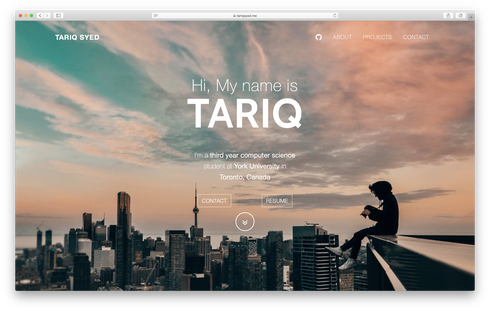 tariqsyed.me
TARIQ SYED
ABOUT PROJECTS CONTACT
Hi, My name is
TARIQ
I'm a third year computer science
student at York University in
Toronto, Canada
CONTACT RESUME